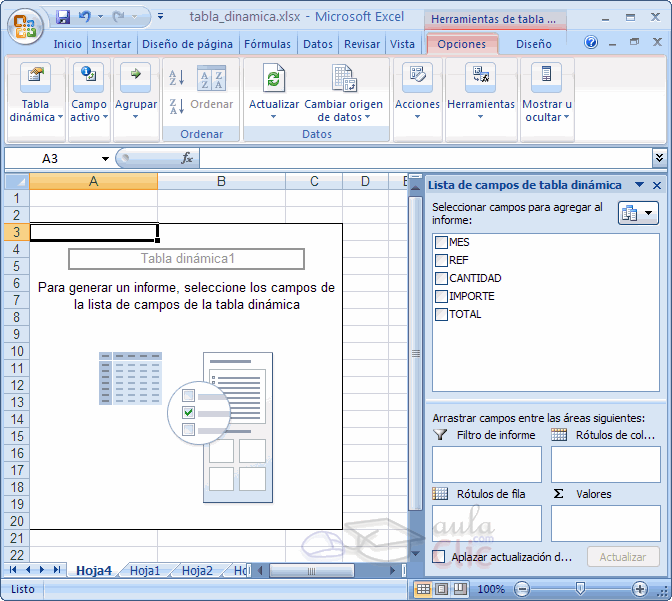 tabla_dinamica.xlsx - Microsoft Excel
Herramientas de tabla ...
Inicio Insertar Diseño de página Fórmulas Datos Revisar Vista Opciones Diseño
Tabla dinámica
Campo activo
Agrupar
Ordenar
Actualizar
Cambiar origen de datos
Acciones
Herramientas
Mostrar u ocultar
Ordenar
Datos
A3
fx
A B C D E
Lista de campos de tabla dinámica
Seleccionar campos para agregar al
informe:
MES
REF
CANTIDAD
IMPORTE
TOTAL
1
2
3
4
5
6
7
8
9
10
11
12
13
14
15
16
17
18
19
20
21
22
Tabla dinámica1
Para generar un informe, seleccione los campos de
la lista de campos de la tabla dinámica
Arrastrar campos entre las áreas siguientes:
Filtro de informe
Rótulos de col...
Rótulos de fila
Σ Valores
aula
Clic
.com
Aplazar actualización d...
Actualizar
Hoja4 Hoja1 Hoja2 Ho
Listo
100%